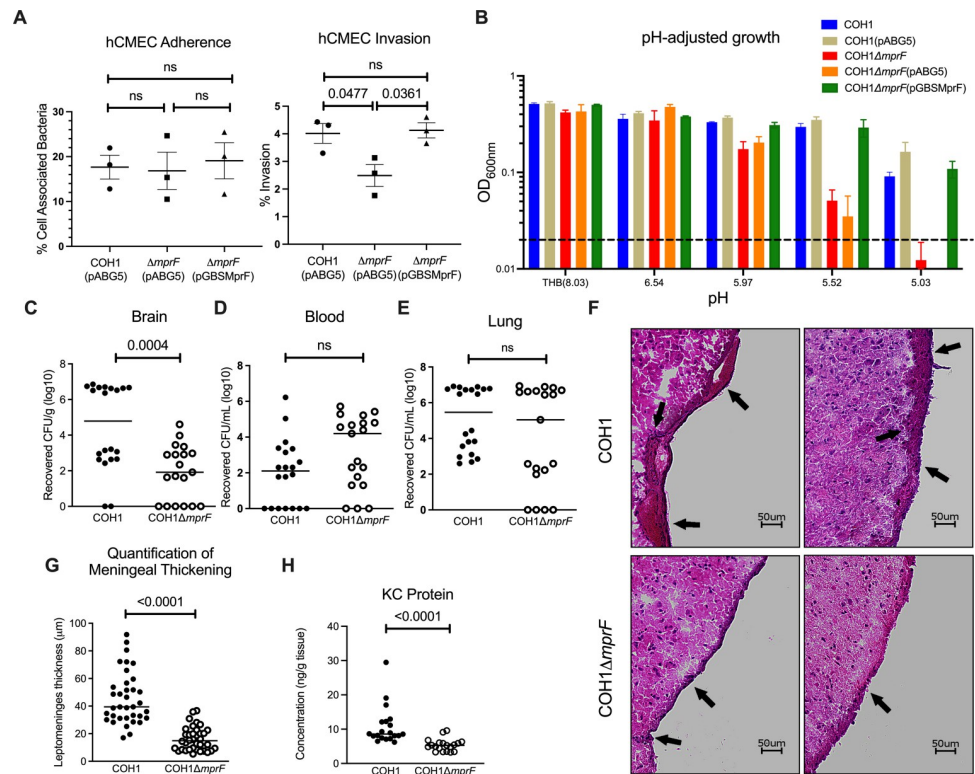 A
hCMEC Adherence
ns
ns
ns
% Cell Associated Bacteria
40
30
20
10
0
COH1 (pABG5)
ΔmprF (pABG5)
ΔmprF (pGBSMprF)
hCMEC Invasion
ns
0.0477
0.0361
% Invasion
5
4
3
2
1
0
COH1 (pABG5)
ΔmprF (pABG5)
ΔmprF (pGBSMprF)
B
pH-adjusted growth
COH1
COH1(pABG5)
COH1ΔmprF
COH1ΔmprF(pABG5)
COH1ΔmprF(pGBSMprF)
OD600nm
1
0.1
0.01
THB(8.03)
6.54
5.97
5.52
5.03
pH
C
Brain
0.0004
Recovered CFU/g (log10)
10
8
6
4
2
0
COH1
COH1ΔmprF
D
Blood
ns
Recovered CFU/mL (log10)
10
8
6
4
2
0
COH1
COH1ΔmprF
E
Lung
ns
Recovered CFU/mL (log10)
10
8
6
4
2
0
COH1
COH1ΔmprF
F
COH1
50um
50um
COH1ΔmprF
50um
50um
G
Quantification of
Meningeal Thickening
<0.0001
Leptomeninges thickness (μm)
100
80
60
40
20
0
COH1
COH1ΔmprF
H
KC Protein
<0.0001
Concentration (ng/g tissue)
40
30
20
10
0
COH1
COH1ΔmprF